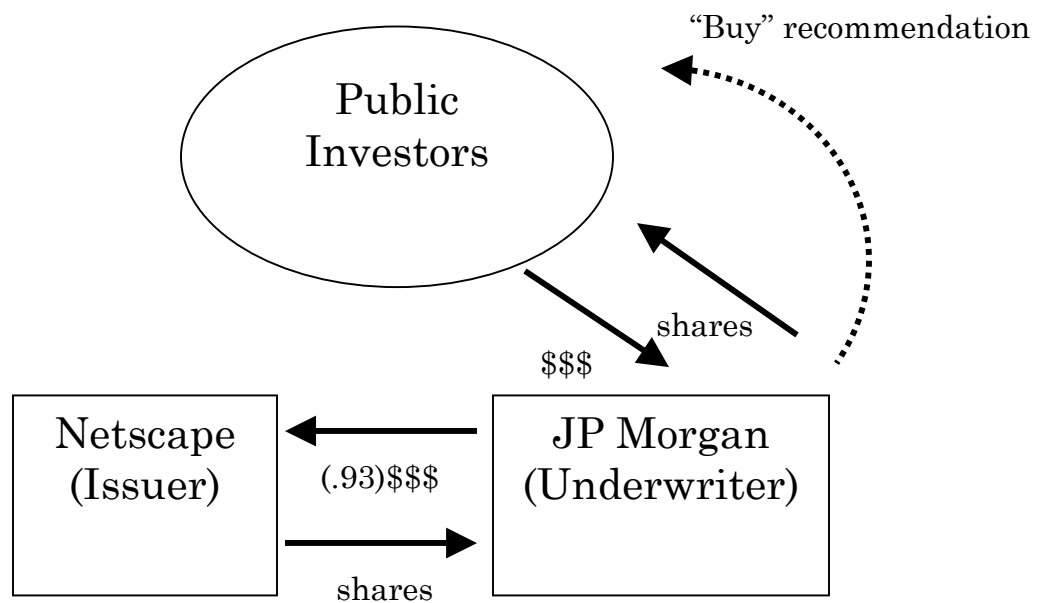 “Buy” recommendation
Public
Investors
shares
$$$
Netscape
(Issuer)
(.93)$$$
shares
JP Morgan
(Underwriter)